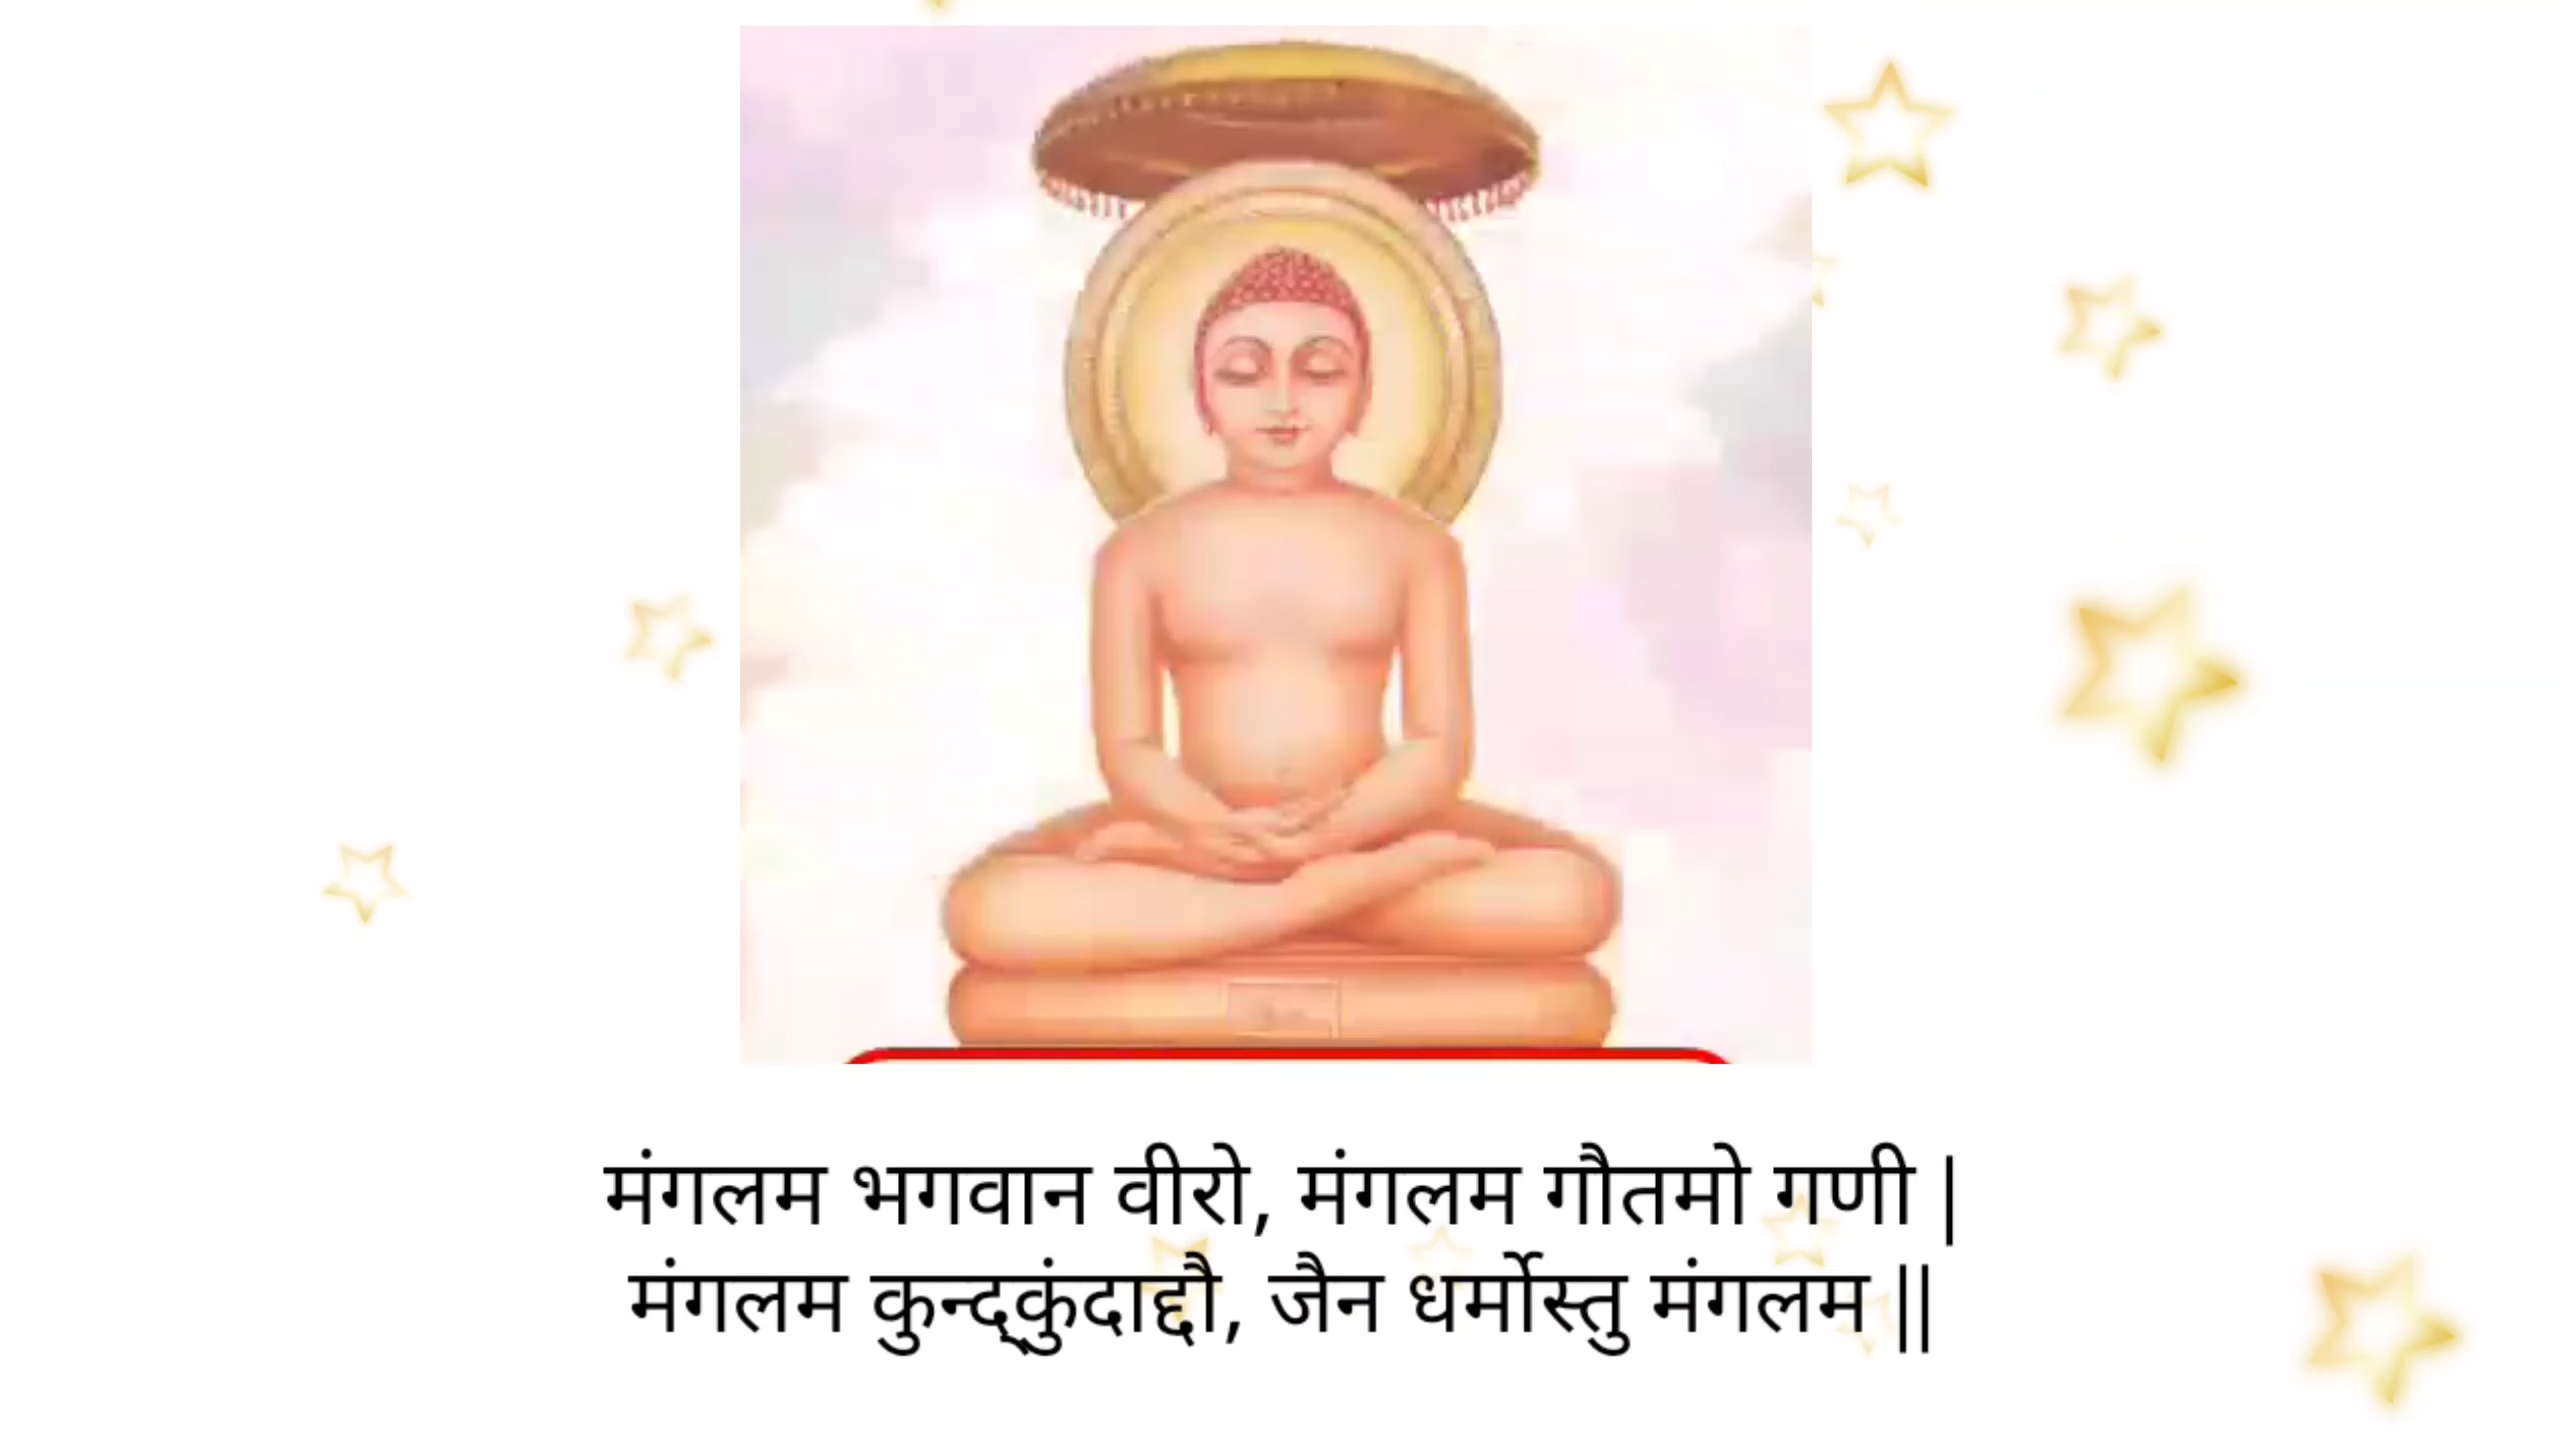 मंगलम भगवान वीरो, मंगलम गौतमो गणी |
मंगलम कुन्द्कुंदाद्दौ, जैन धर्मोस्तु मंगलम ||